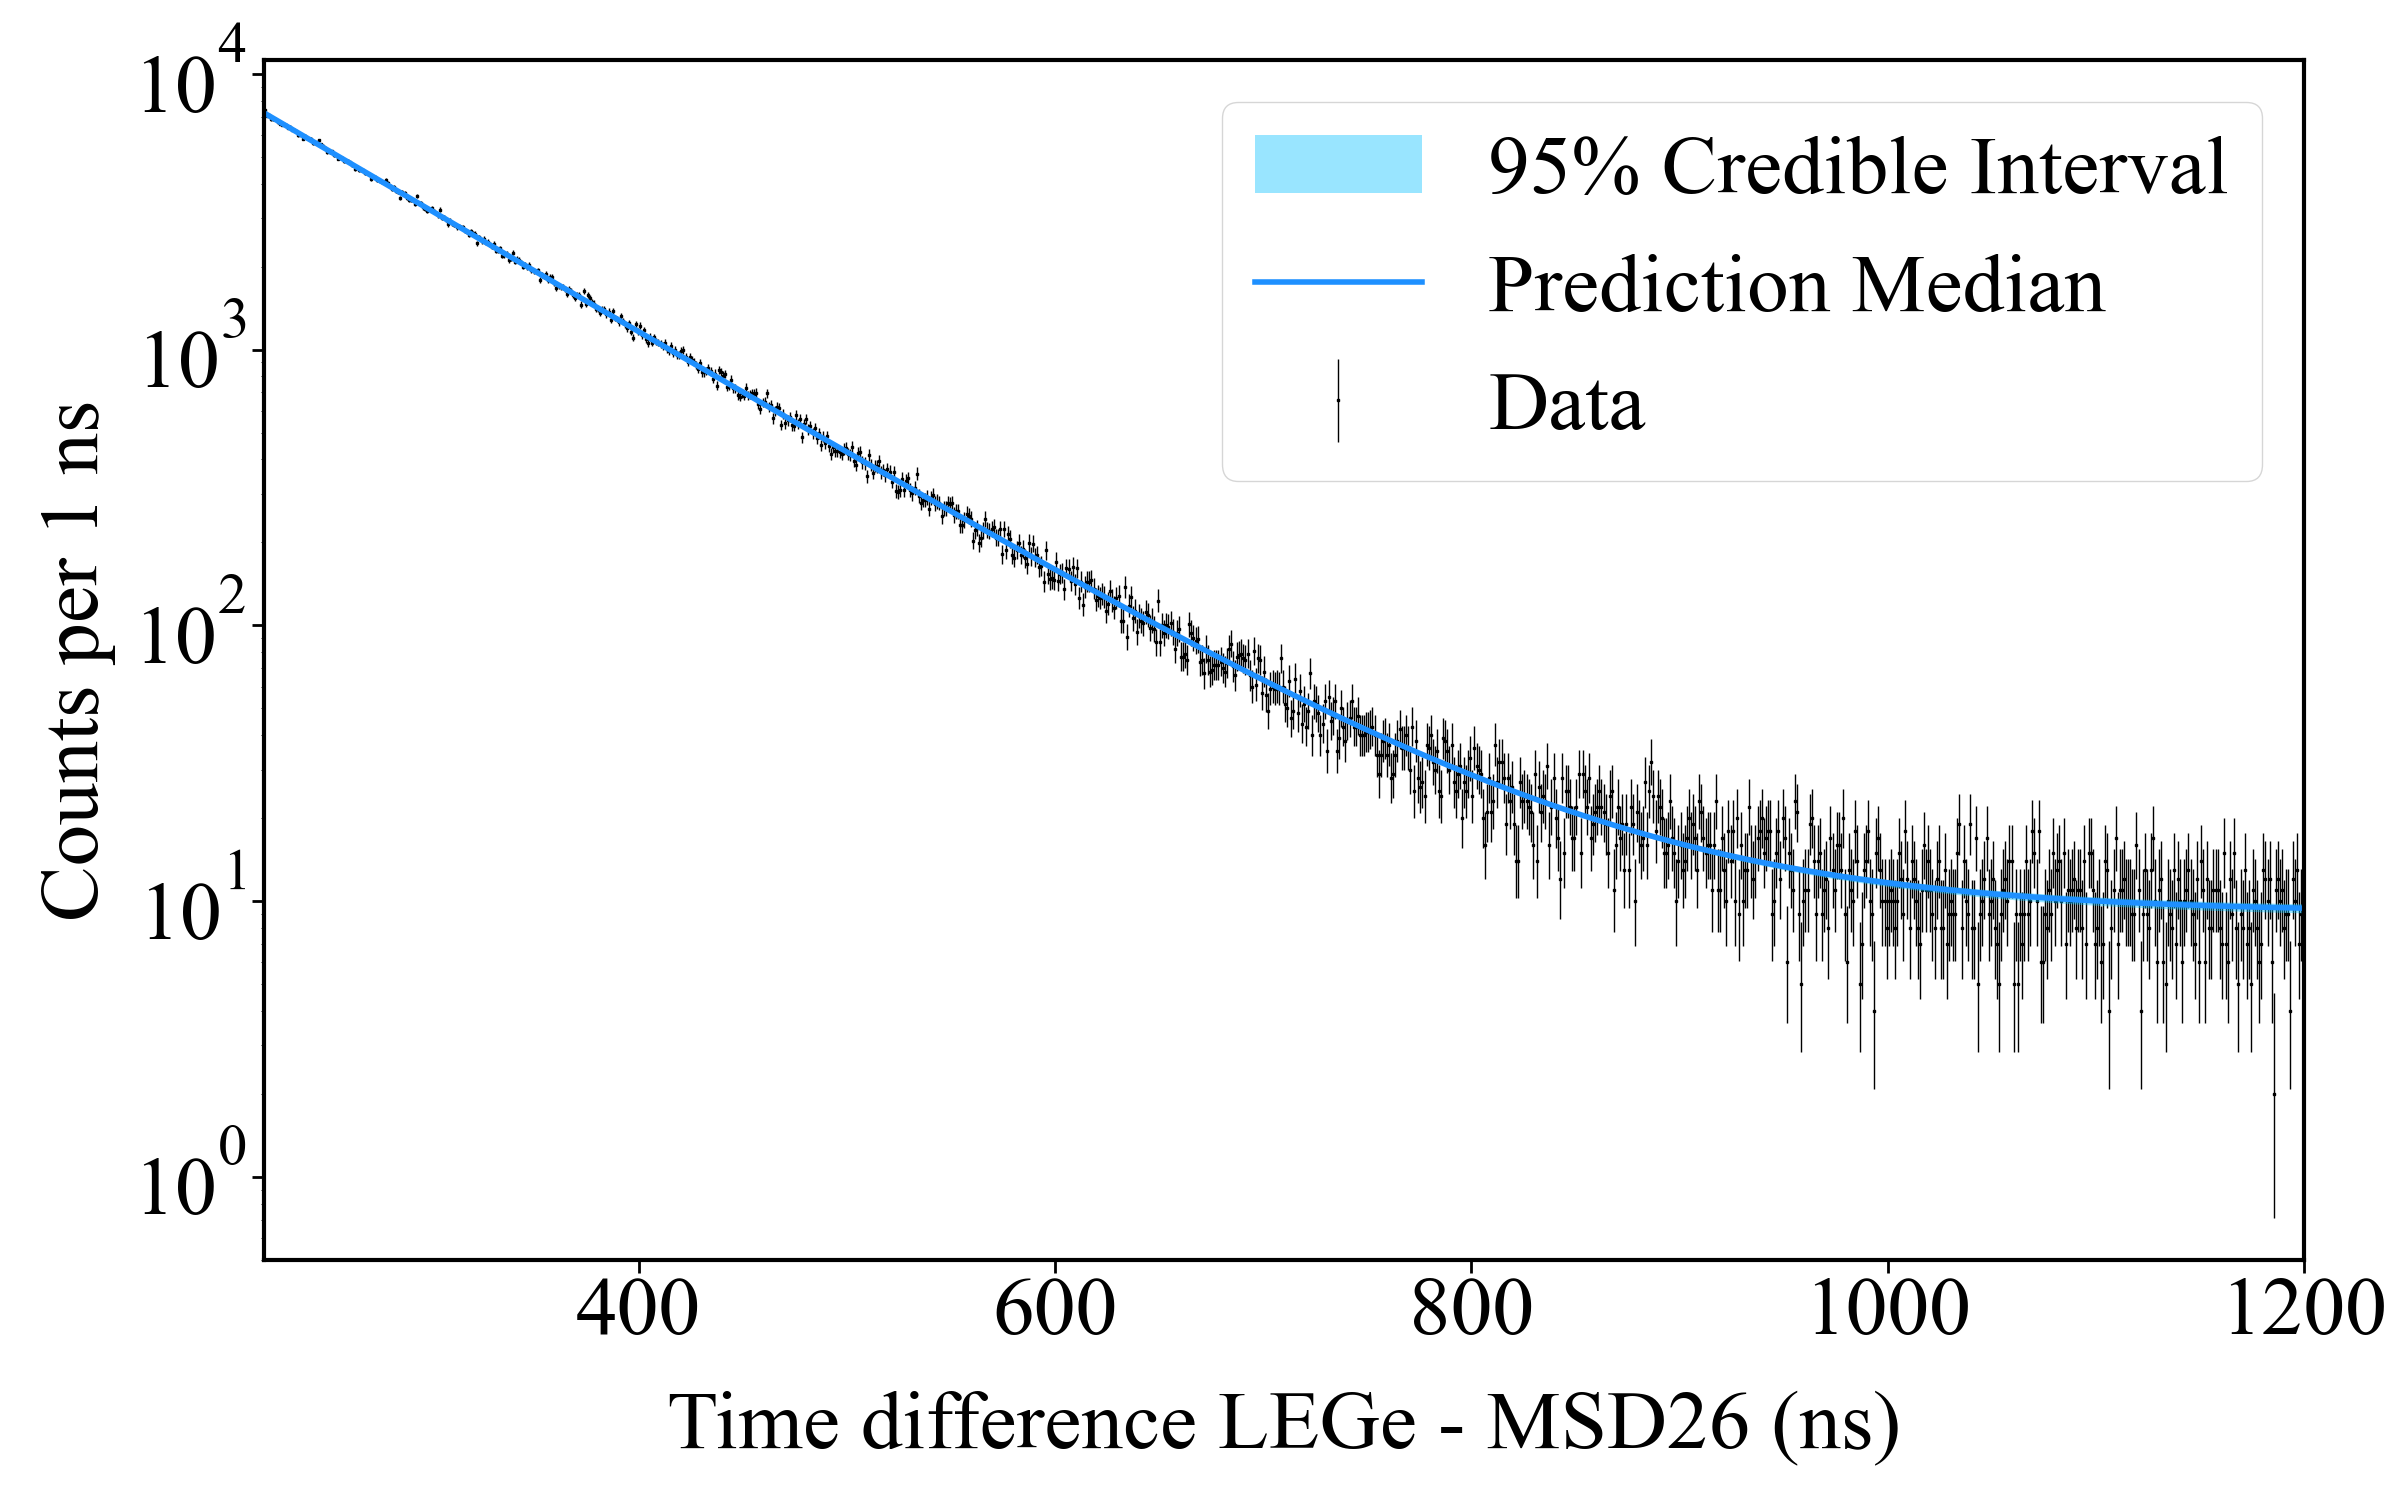 10^4
10^3
10^2
10^1
10^0
Counts per 1 ns
95% Credible Interval
Prediction Median
Data
400 600 800 1000 1200
Time difference LEGe - MSD26 (ns)